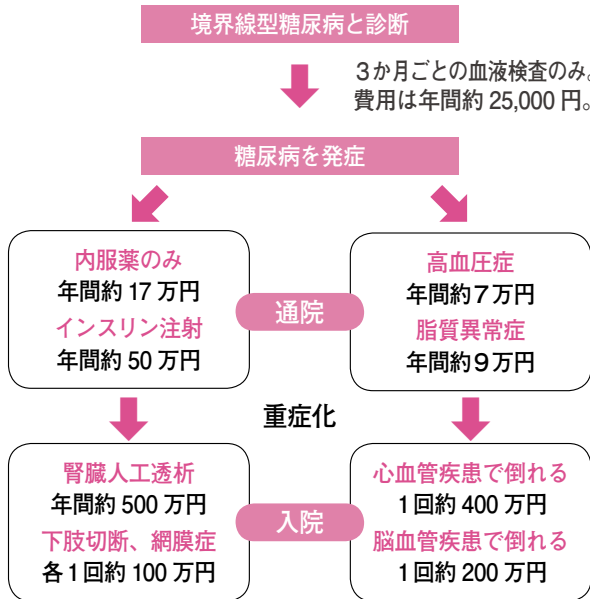 境界線型糖尿病と診断
3か月ごとの血液検査のみ。
費用は年間約 25,000 円。
糖尿病を発症
内服薬のみ
年間約 17 万円
インスリン注射
年間約 50 万円
通院
高血圧症
年間約7万円
脂質異常症
年間約9万円
重症化
腎臓人工透析
年間約 500 万円
下肢切断、網膜症
各1回約 100 万円
入院
心血管疾患で倒れる
1回約 400 万円
脳血管疾患で倒れる
1回約 200 万円